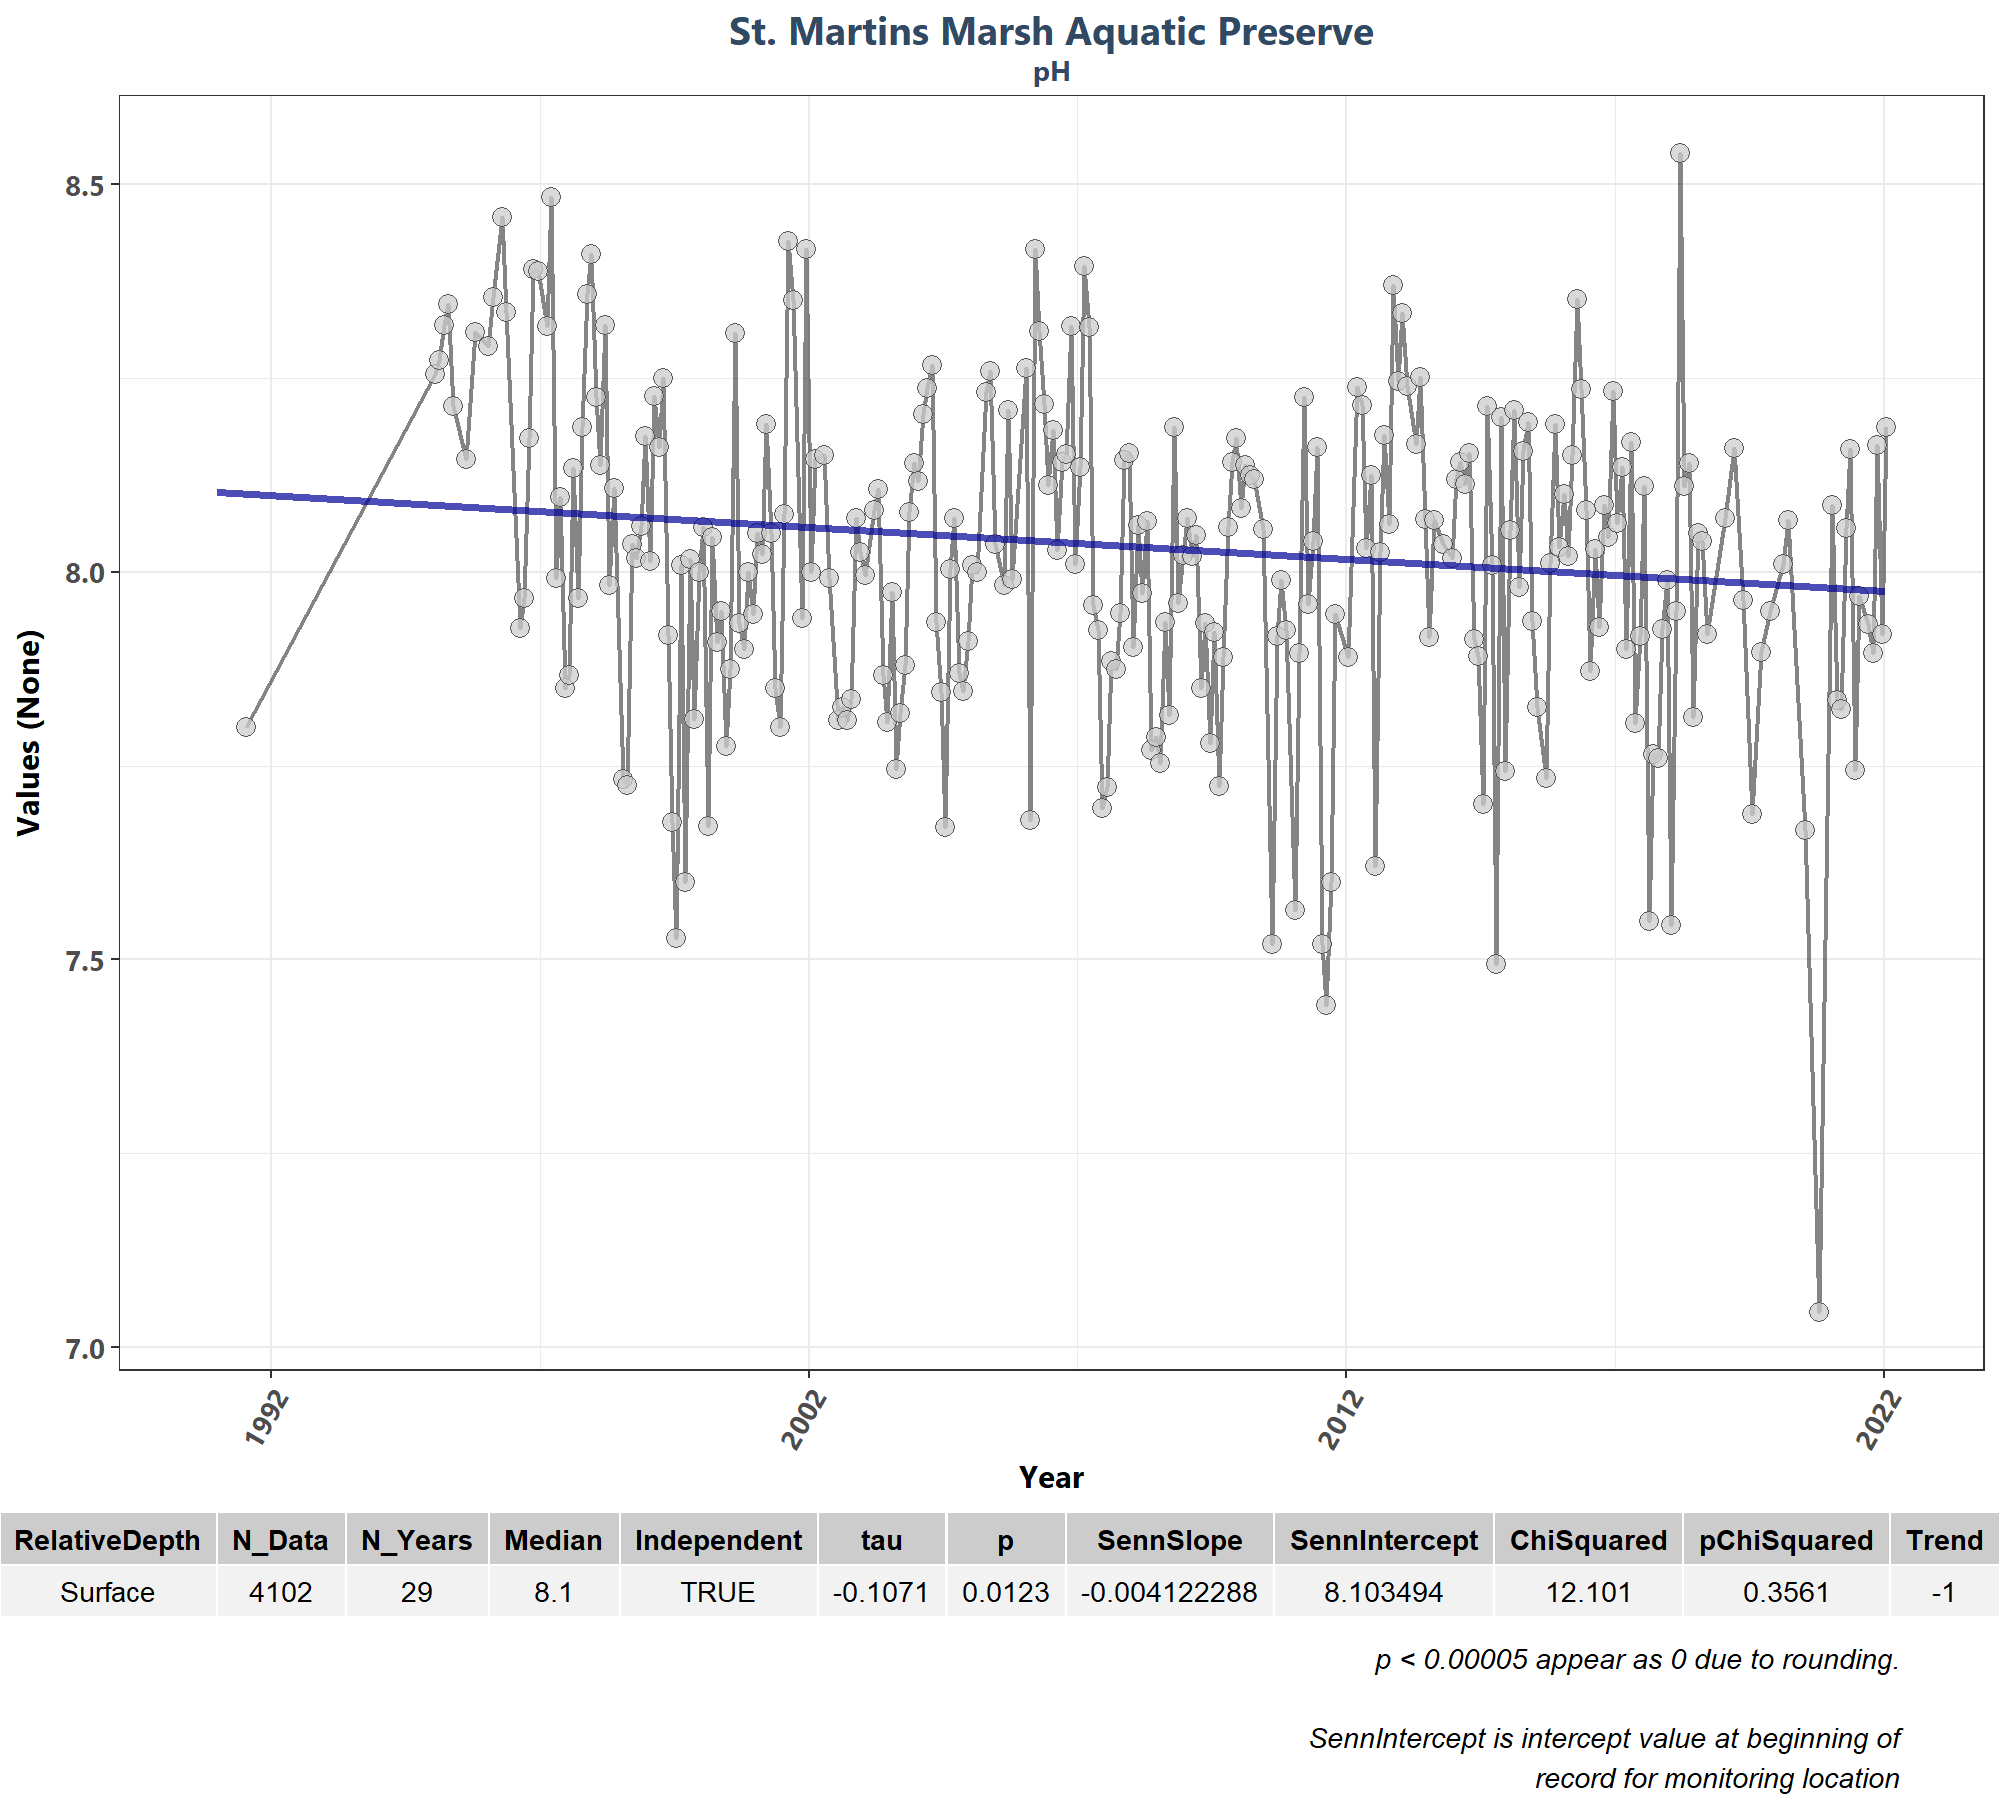 St. Martins Marsh Aquatic Preserve
pH
8.5
8.0
7.5
7.0
Values (None)
1992 2002 2012 2022
Year
RelativeDepth N_Data N_Years Median Independent tau p SennSlope SennIntercept ChiSquared pChiSquared Trend
Surface 4102 29 8.1 TRUE -0.1071 0.0123 -0.004122288 8.103494 12.101 0.3561 -1
p < 0.00005 appear as 0 due to rounding.
SennIntercept is intercept value at beginning of
record for monitoring location